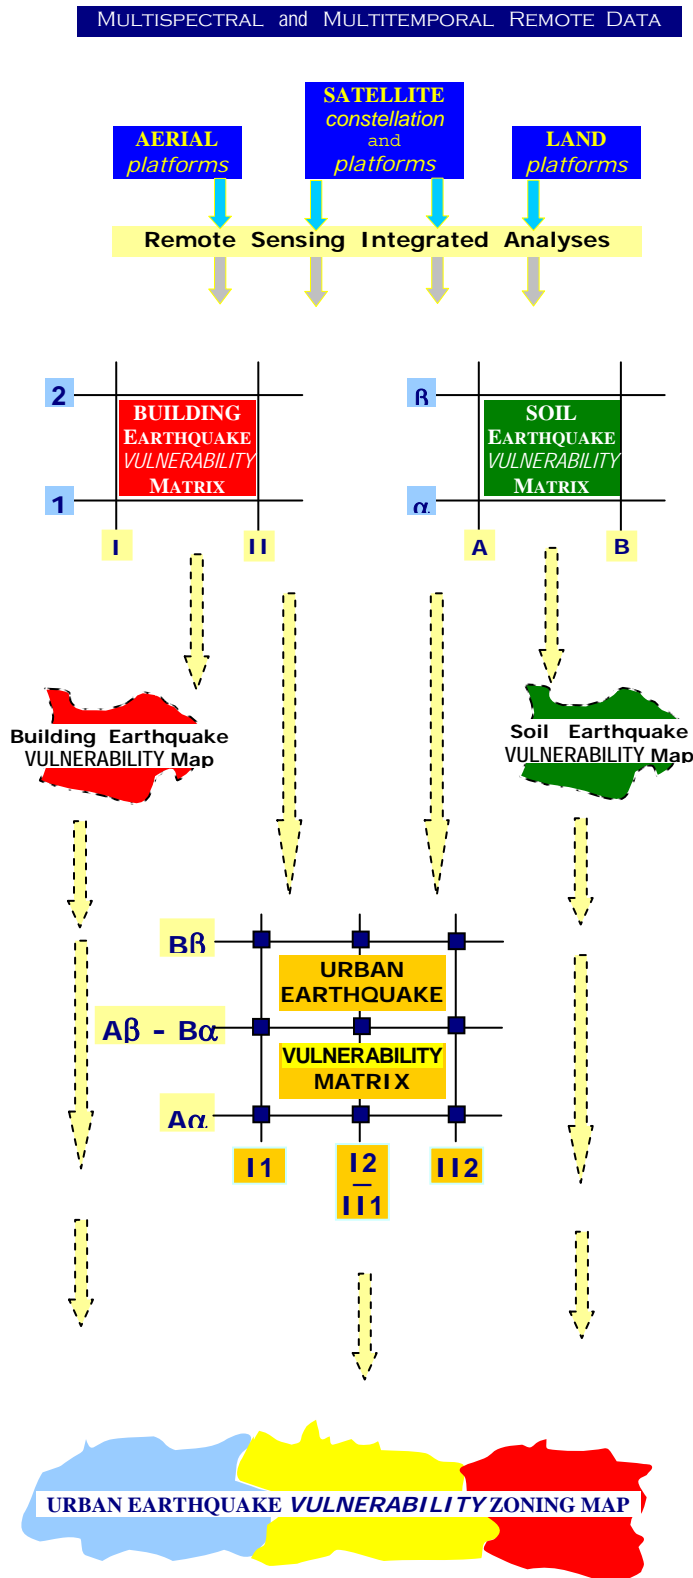 MULTISPECTRAL and MULTITEMPORAL REMOTE DATA
AERIAL
platforms
SATELLITE
constellation
and
platforms
LAND
platforms
Remote Sensing Integrated Analyses
2
1
BUILDING
EARTHQUAKE
VULNERABILITY
MATRIX
I
II
ß
α
SOIL
EARTHQUAKE
VULNERABILITY
MATRIX
A
B
Building Earthquake
VULNERABILITY Map
Soil Earthquake
VULNERABILITY Map
Bβ
Aβ - Bα
Aα
URBAN
EARTHQUAKE
VULNERABILITY
MATRIX
I1
I2
—
II1
II2
URBAN EARTHQUAKE VULNERABILITY ZONING MAP